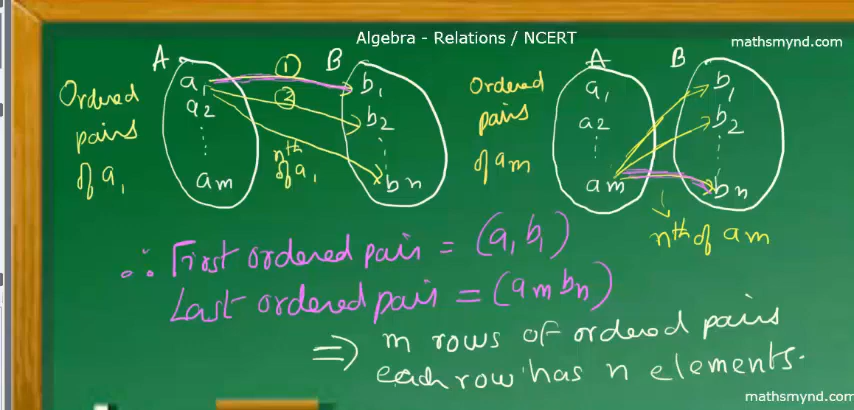 Algebra - Relations / NCERT
mathsmynd.com
A B
Ordered
pairs
of a1
a1
a2
am
①
②
nth
of a1
b1
b2
bn
A B
Ordered
pairs
of am
a1
a2
am
b1
b2
bn
nth of am
∴ First ordered pair = (a1 b1)
Last ordered pair = (am bn)
⇒ m rows of ordered pairs
each row has n elements.
mathsmynd.com